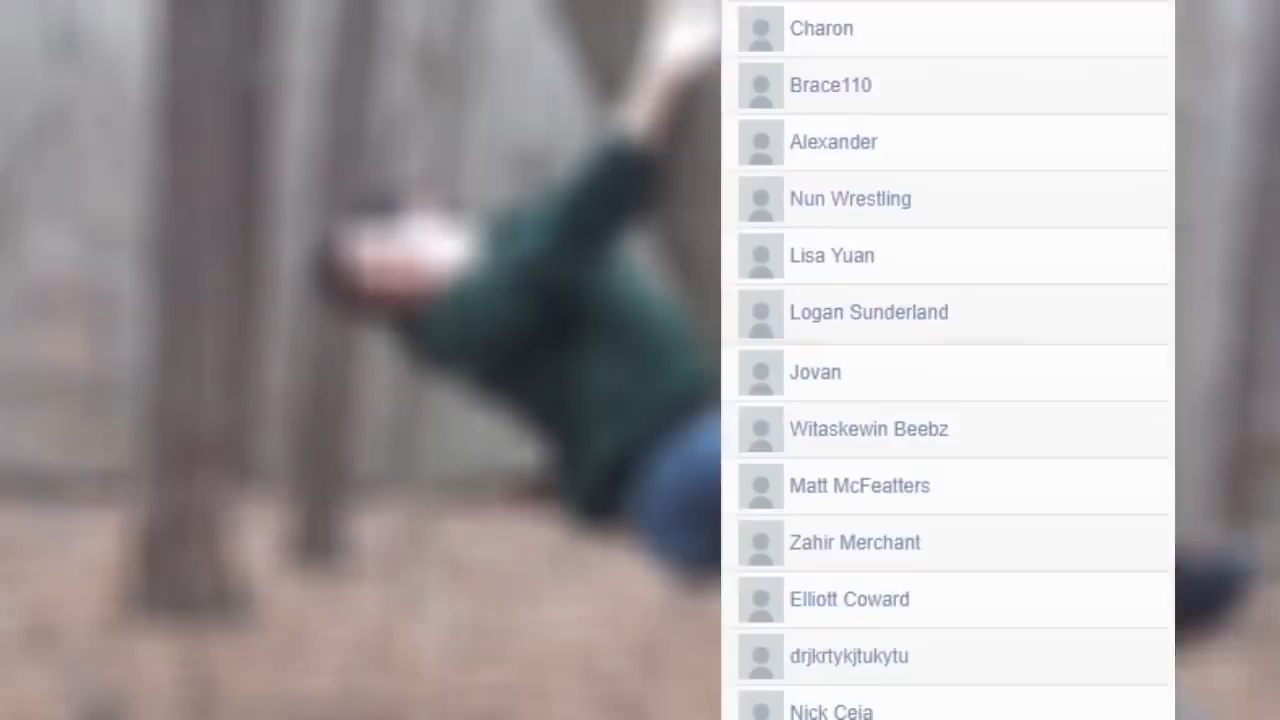 Charon
Brace110
Alexander
Nun Wrestling
Lisa Yuan
Logan Sunderland
Jovan
Witaskewin Beebz
Matt McFeatters
Zahir Merchant
Elliott Coward
drjkrtykjtukytu
Nick Ceia